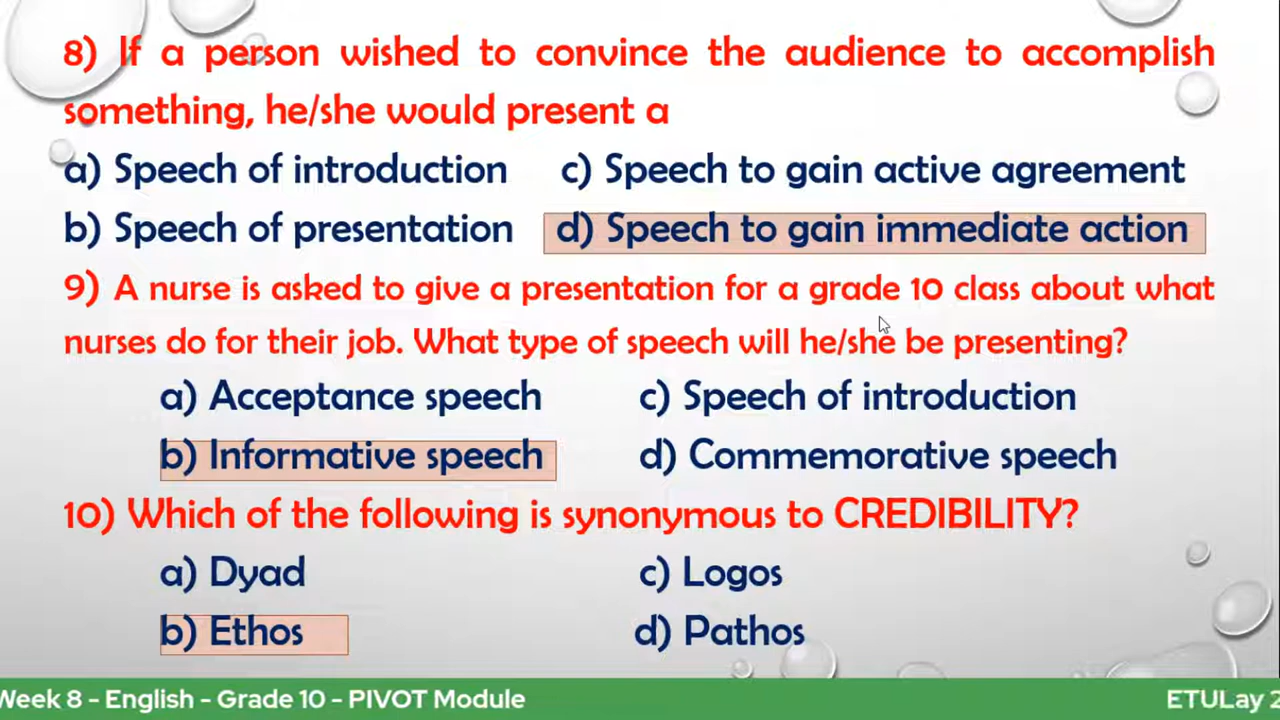 8) If a person wished to convince the audience to accomplish
something, he/she would present a
a) Speech of introduction c) Speech to gain active agreement
b) Speech of presentation d) Speech to gain immediate action
9) A nurse is asked to give a presentation for a grade 10 class about what
nurses do for their job. What type of speech will he/she be presenting?
a) Acceptance speech c) Speech of introduction
b) Informative speech d) Commemorative speech
10) Which of the following is synonymous to CREDIBILITY?
a) Dyad c) Logos
b) Ethos d) Pathos
Week 8 - English - Grade 10 - PIVOT Module ETULay 2